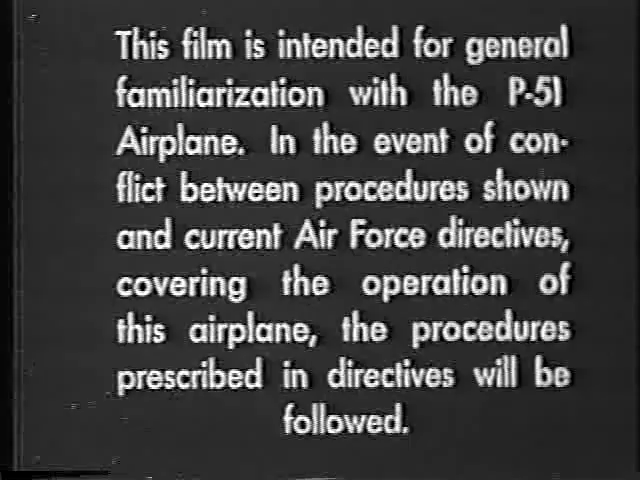 This film is intended for general
familiarization with the P-51
Airplane. In the event of con-
flict between procedures shown
and current Air Force directives,
covering the operation of
this airplane, the procedures
prescribed in directives will be
followed.